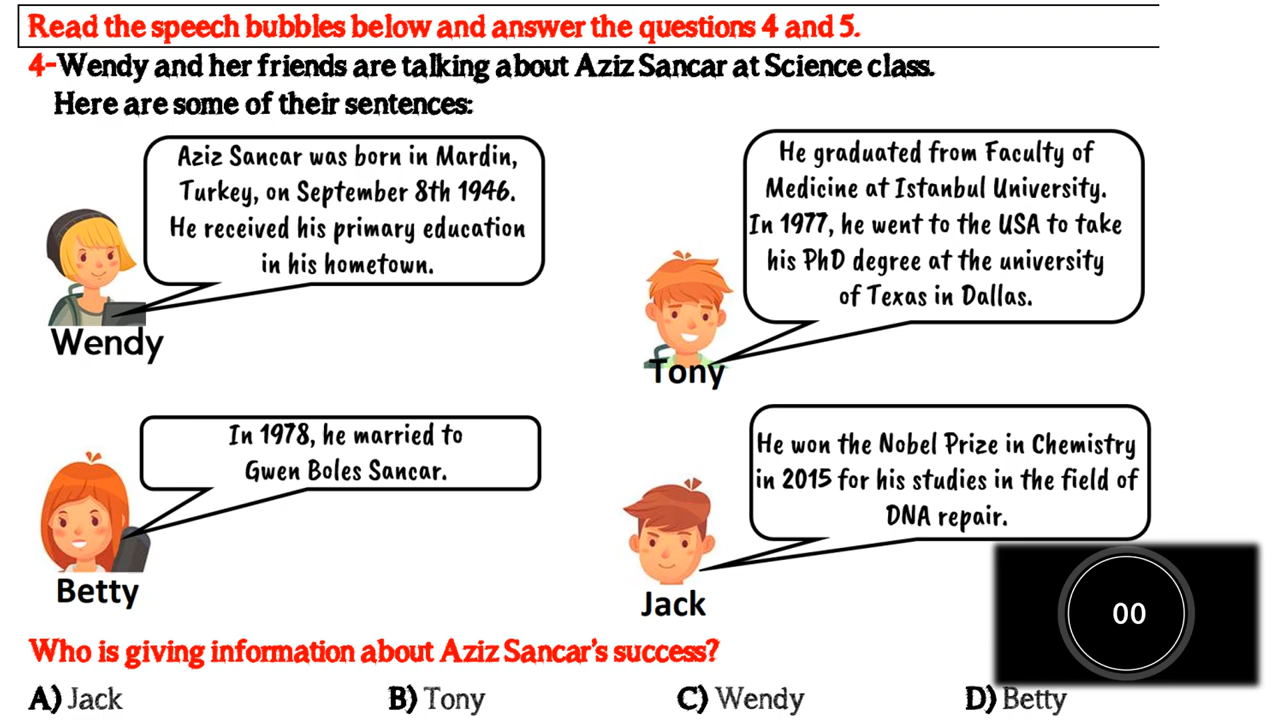 Read the speech bubbles below and answer the questions 4 and 5.
4-Wendy and her friends are talking about Aziz Sancar at Science class.
Here are some of their sentences:
Aziz Sancar was born in Mardin,
Turkey, on September 8th 1946.
He received his primary education
in his hometown.
Wendy
He graduated from Faculty of
Medicine at Istanbul University.
In 1977, he went to the USA to take
his PhD degree at the university
of Texas in Dallas.
Tony
In 1978, he married to
Gwen Boles Sancar.
Betty
He won the Nobel Prize in Chemistry
in 2015 for his studies in the field of
DNA repair.
Jack
00
Who is giving information about Aziz Sancar's success?
A) Jack
B) Tony
C) Wendy
D) Betty